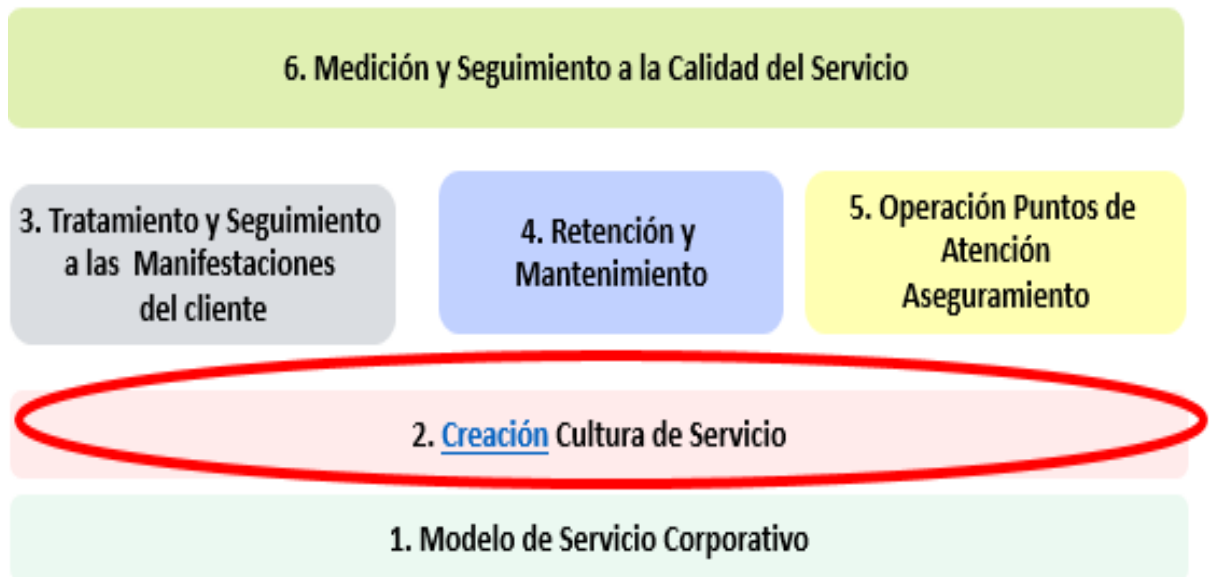 6. Medición y Seguimiento a la Calidad del Servicio
3. Tratamiento y Seguimiento
a las Manifestaciones
del cliente
4. Retención y
Mantenimiento
5. Operación Puntos de
Atención
Aseguramiento
2. Creación Cultura de Servicio
1. Modelo de Servicio Corporativo